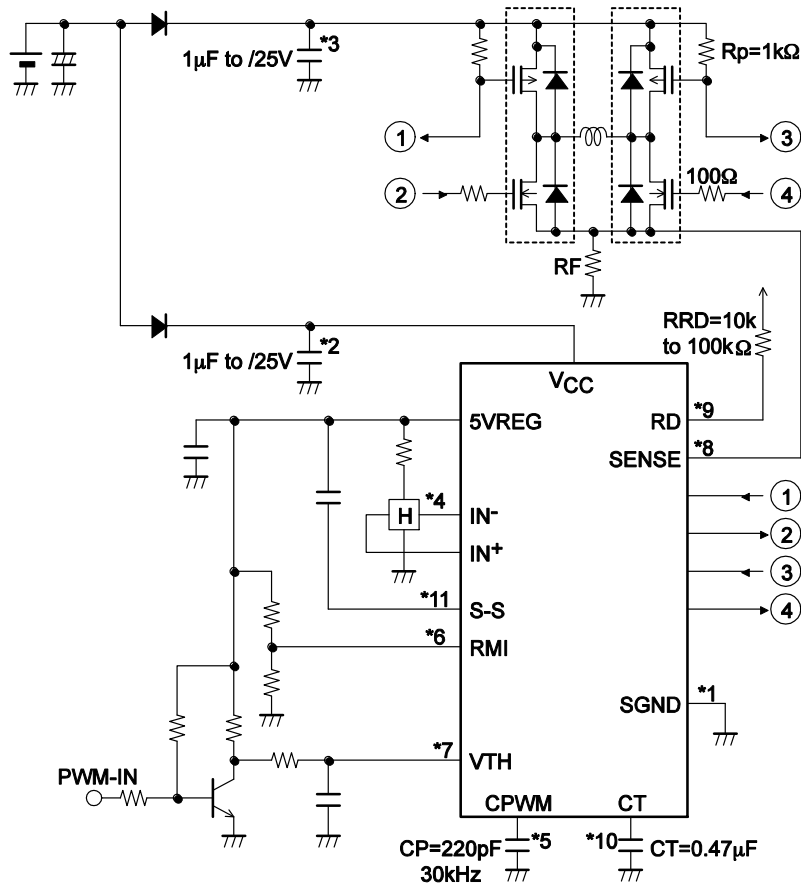 *3
1µF to /25V
Rp=1kΩ
1
3
2
100Ω
4
RF
RRD=10k
to 100kΩ
*2
1µF to /25V
VCC
5VREG
RD
*9
*8
SENSE
*4
H
IN-
IN+
1
2
3
4
*11
S-S
*6
RMI
*1
SGND
*7
VTH
PWM-IN
CPWM
CT
CP=220pF
*5
30kHz
*10
CT=0.47µF